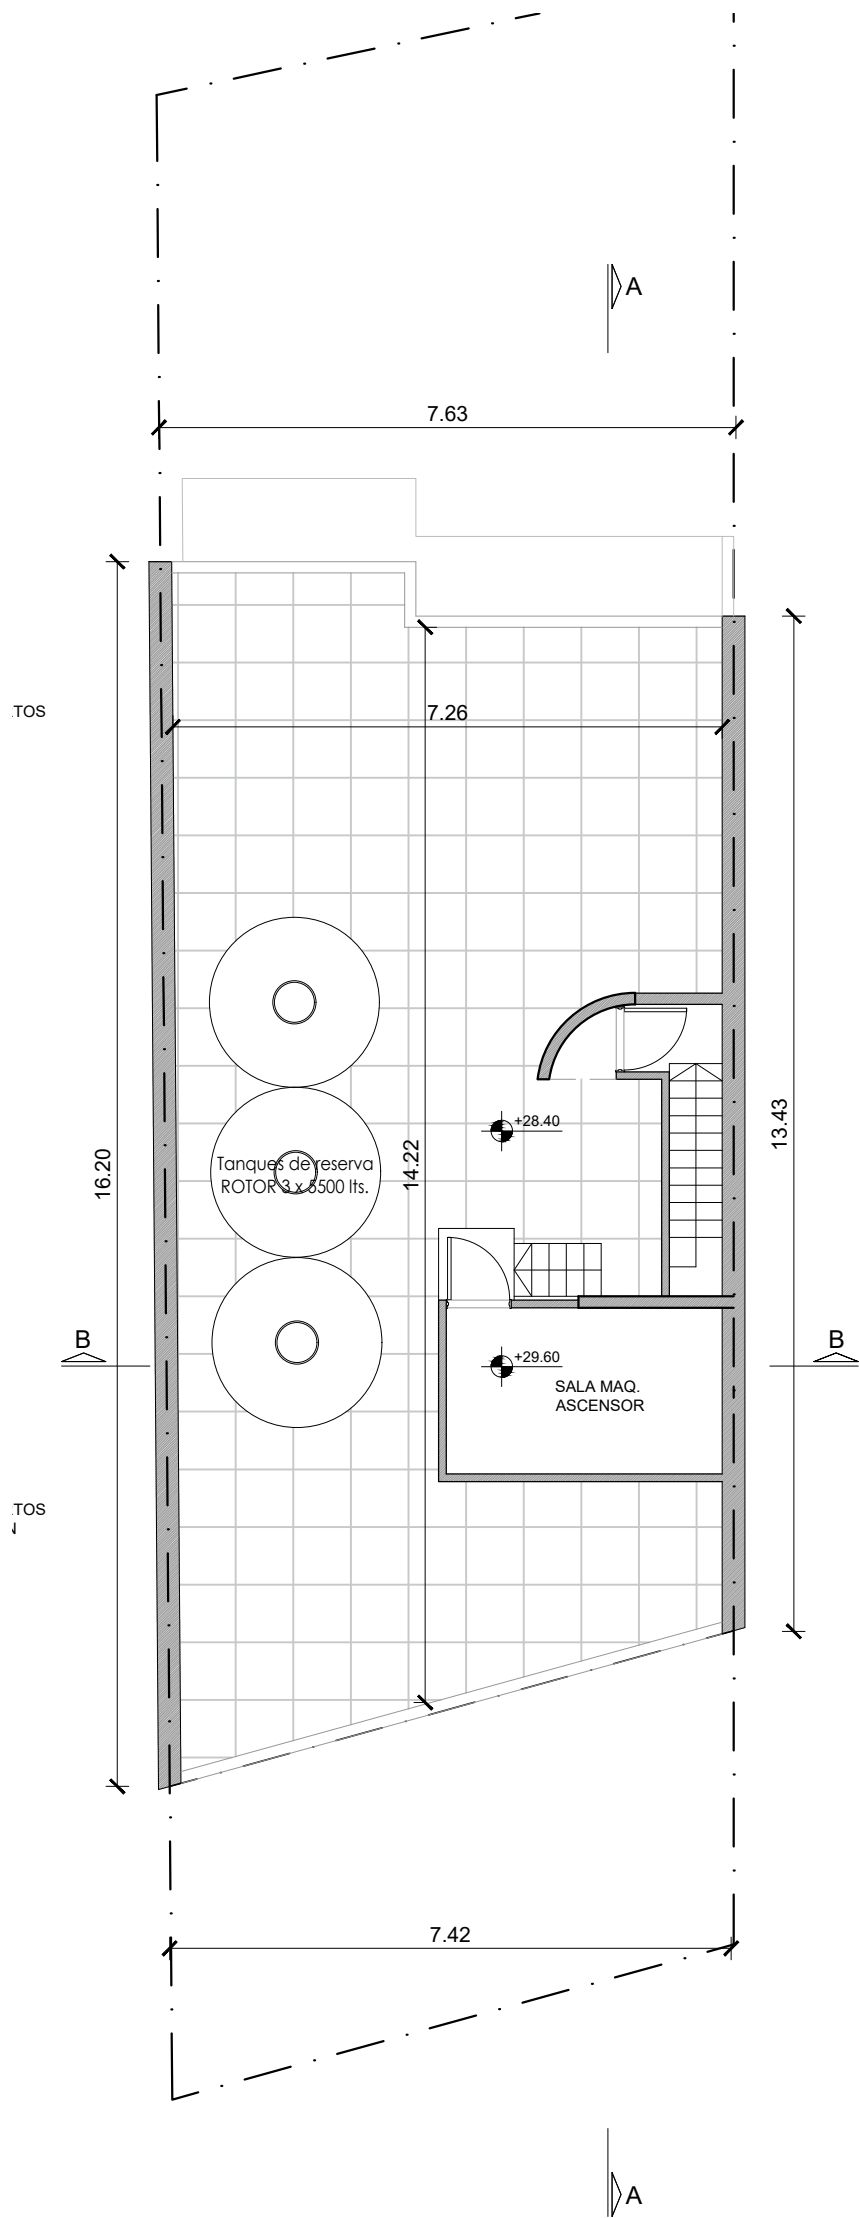 A
7.63
.TOS
7.26
+28.40
13.43
16.20
14.22
Tanques de reserva
ROTOR 3 x 5500 lts.
B
B
+29.60
SALA MAQ.
ASCENSOR
.TOS
7.42
A